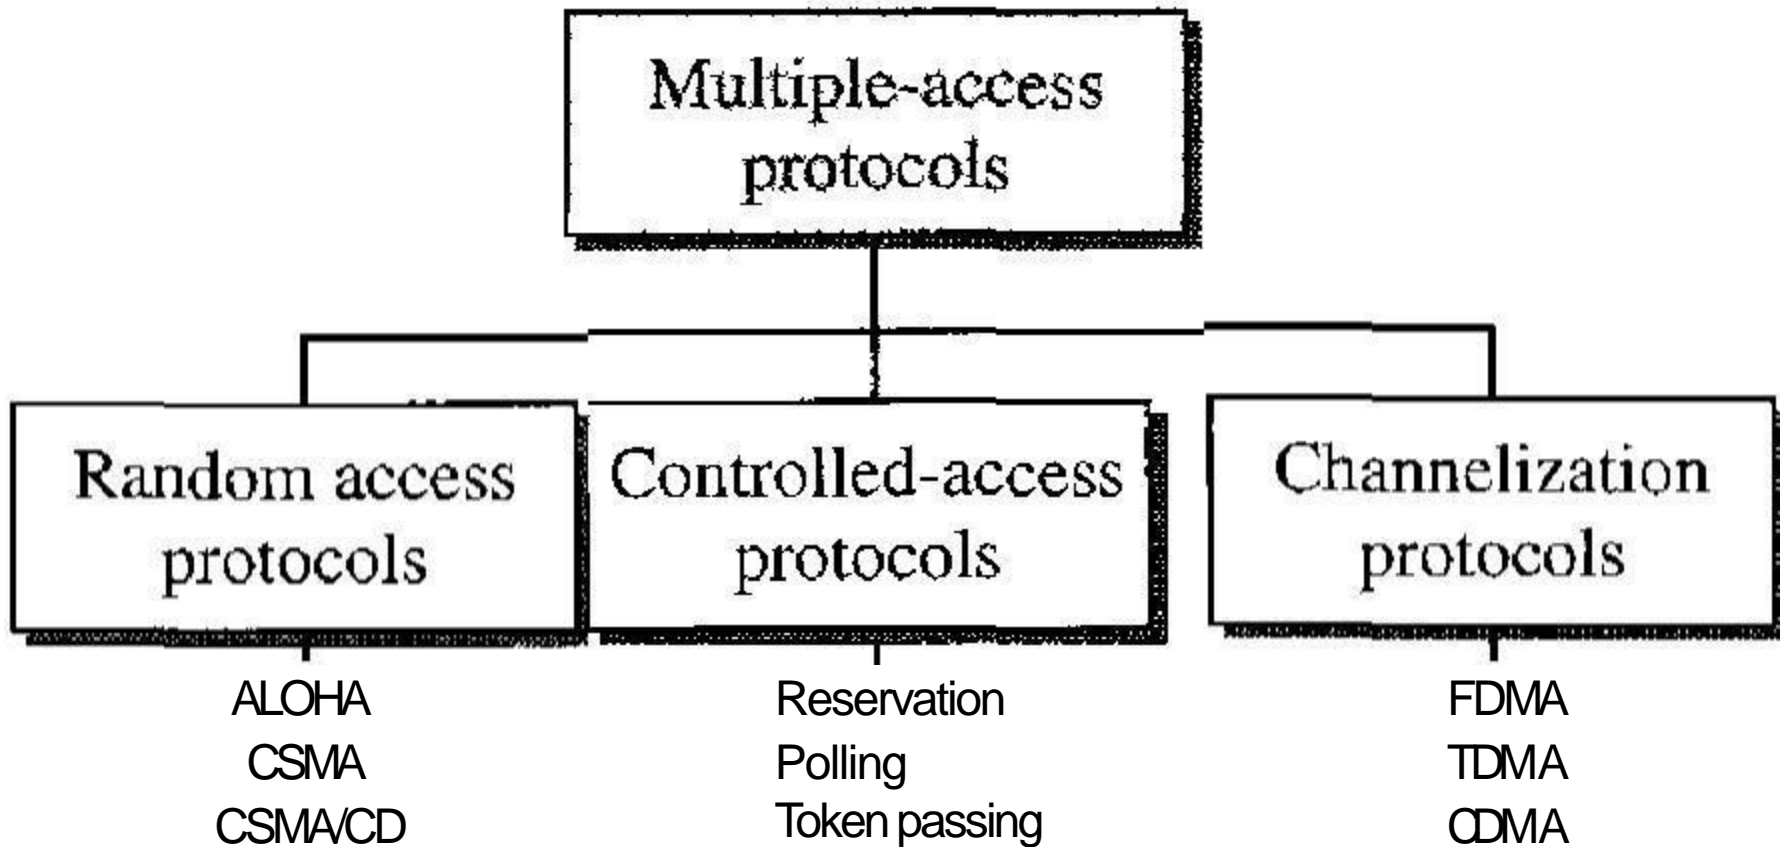 Multiple-access
protocols
Random access
protocols
Controlled-access
protocols
Channelization
protocols
ALOHA
CSMA
CSMA/CD
Reservation
Polling
Token passing
FDMA
TDMA
CDMA